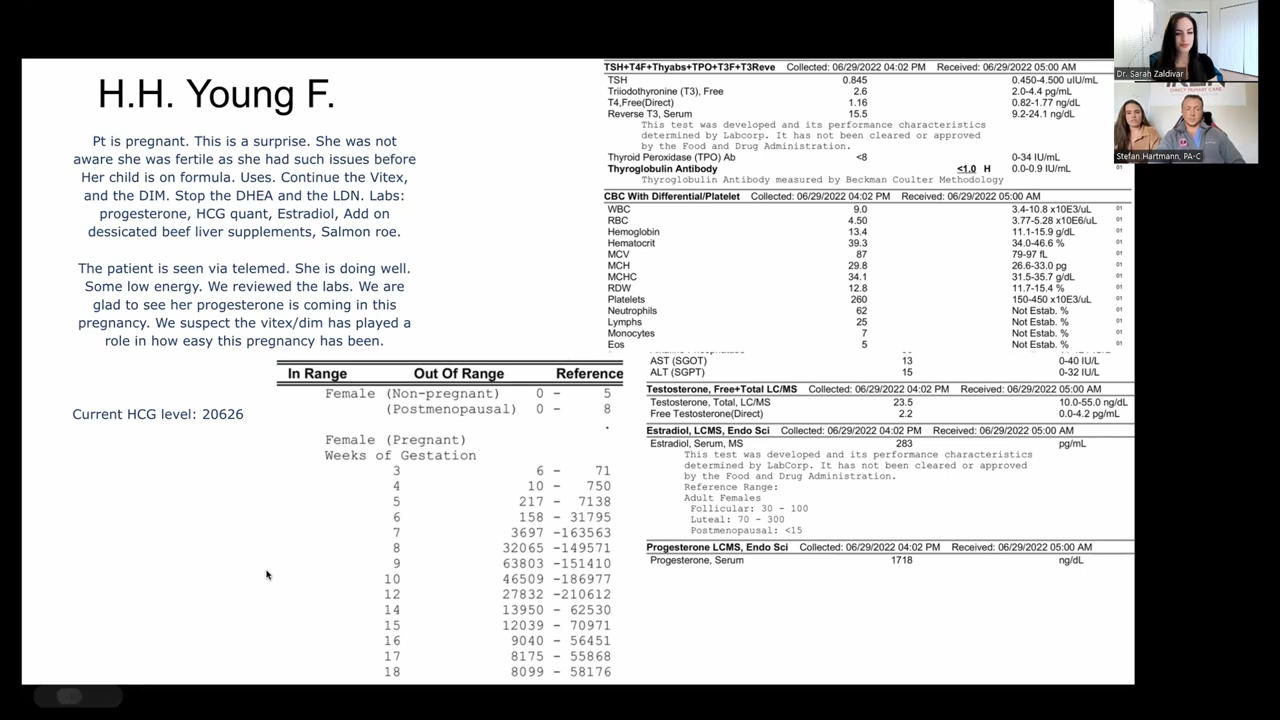 H.H. Young F.
Pt is pregnant. This is a surprise. She was not
aware she was fertile as she had such issues before
Her child is on formula. Uses. Continue the Vitex,
and the DIM. Stop the DHEA and the LDN. Labs:
progesterone, HCG quant, Estradiol, Add on
dessicated beef liver supplements, Salmon roe.
The patient is seen via telemed. She is doing well.
Some low energy. We reviewed the labs. We are
glad to see her progesterone is coming in this
pregnancy. We suspect the vitex/dim has played a
role in how easy this pregnancy has been.
Current HCG level: 20626
In Range Out Of Range Reference
Female (Non-pregnant) 0 - 5
(Postmenopausal) 0 - 8
.
Female (Pregnant)
Weeks of Gestation
3 6 - 71
4 10 - 750
5 217 - 7138
6 158 - 31795
7 3697 -163563
8 32065 -149571
9 63803 -151410
10 46509 -186977
12 27832 -210612
14 13950 - 62530
15 12039 - 70971
16 9040 - 56451
17 8175 - 55868
18 8099 - 58176
TSH+T4F+Thyabs+TPO+T3F+T3Reve Collected: 06/29/2022 04:02 PM Received: 06/29/2022 05:00 AM
TSH 0.845 0.450-4.500 uIU/mL
Triiodothyronine (T3), Free 2.6 2.0-4.4 pg/mL
T4,Free(Direct) 1.16 0.82-1.77 ng/dL
Reverse T3, Serum 15.5 9.2-24.1 ng/dL
This test was developed and its performance characteristics
determined by Labcorp. It has not been cleared or approved
by the Food and Drug Administration.
Thyroid Peroxidase (TPO) Ab <8 0-34 IU/mL
Thyroglobulin Antibody <1.0 H 0.0-0.9 IU/mL 01
Thyroglobulin Antibody measured by Beckman Coulter Methodology
CBC With Differential/Platelet Collected: 06/29/2022 04:02 PM Received: 06/29/2022 05:00 AM
WBC 9.0 3.4-10.8 x10E3/uL 01
RBC 4.50 3.77-5.28 x10E6/uL 01
Hemoglobin 13.4 11.1-15.9 g/dL 01
Hematocrit 39.3 34.0-46.6 % 01
MCV 87 79-97 fL 01
MCH 29.8 26.6-33.0 pg 01
MCHC 34.1 31.5-35.7 g/dL 01
RDW 12.8 11.7-15.4 % 01
Platelets 260 150-450 x10E3/uL 01
Neutrophils 62 Not Estab. % 01
Lymphs 25 Not Estab. % 01
Monocytes 7 Not Estab. % 01
Eos 5 Not Estab. % 01
AST (SGOT) 13 0-40 IU/L
ALT (SGPT) 15 0-32 IU/L
Testosterone, Free+Total LC/MS Collected: 06/29/2022 04:02 PM Received: 06/29/2022 05:00 AM
Testosterone, Total, LC/MS 23.5 10.0-55.0 ng/dL
Free Testosterone(Direct) 2.2 0.0-4.2 pg/mL
Estradiol, LCMS, Endo Sci Collected: 06/29/2022 04:02 PM Received: 06/29/2022 05:00 AM
Estradiol, Serum, MS 283 pg/mL
This test was developed and its performance characteristics
determined by LabCorp. It has not been cleared or approved
by the Food and Drug Administration.
Reference Range:
Adult Females
Follicular: 30 - 100
Luteal: 70 - 300
Postmenopausal: <15
Progesterone LCMS, Endo Sci Collected: 06/29/2022 04:02 PM Received: 06/29/2022 05:00 AM
Progesterone, Serum 1718 ng/dL
Dr. Sarah Zaldivar
DIRECT PRIMARY CARE
Stefan Hartmann, PA-C